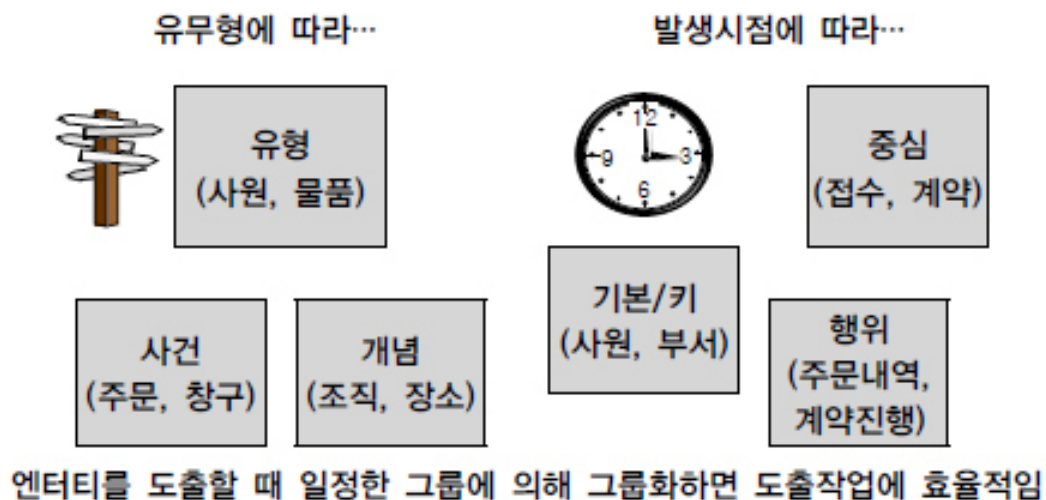 유무형에 따라…
발생시점에 따라…
유형
(사원, 물품)
12
3
6
9
중심
(접수, 계약)
사건
(주문, 창구)
개념
(조직, 장소)
기본/키
(사원, 부서)
행위
(주문내역,
계약진행)
엔터티를 도출할 때 일정한 그룹에 의해 그룹화하면 도출작업에 효율적임